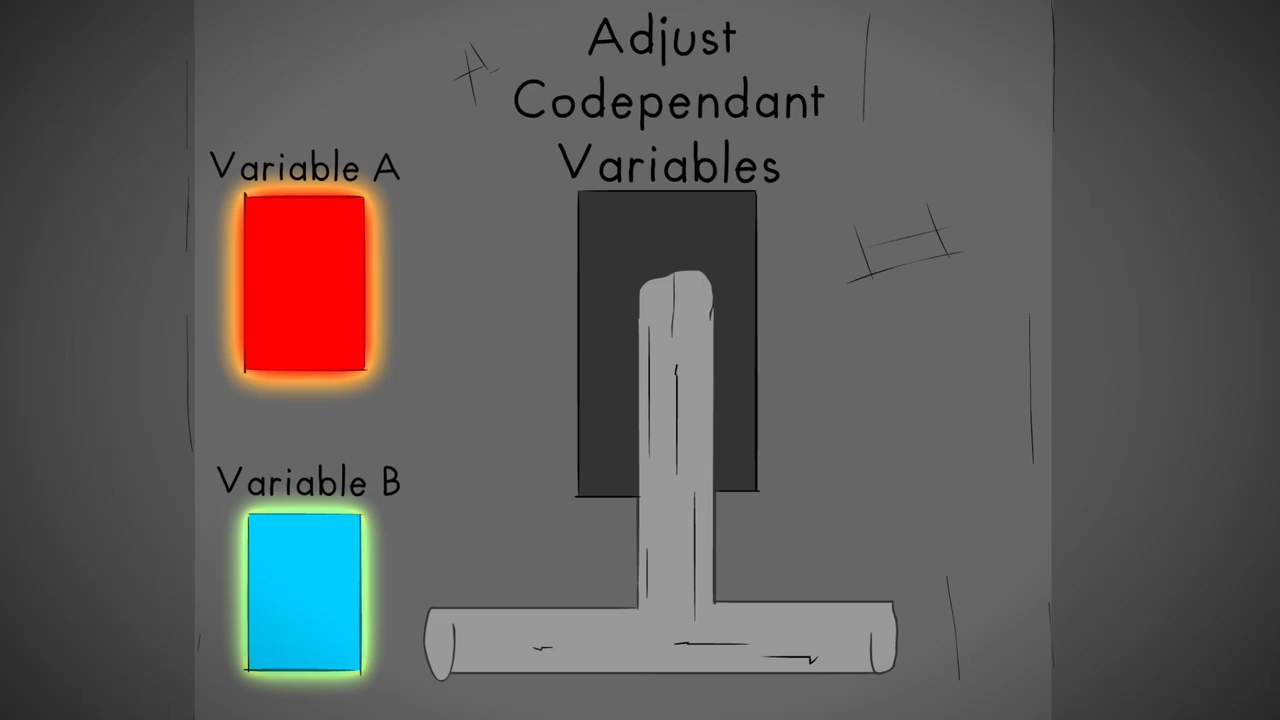 Adjust
Codependant
Variables
Variable A
Variable B